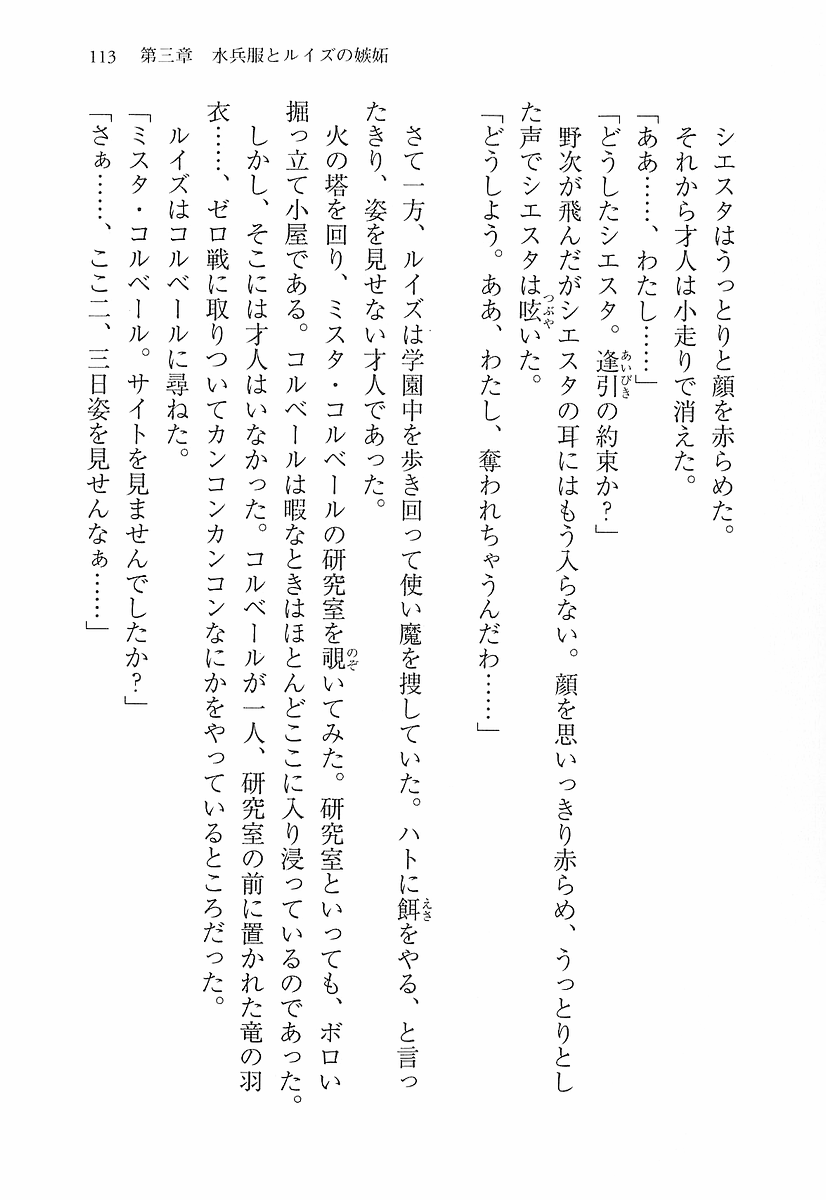 113　第三章　水兵服とルイズの嫉妬
シエスタはうっとりと顔を赤らめた。
それから才人は小走りで消えた。
「ああ……、わたし……」
「どうしたシエスタ。逢引の約束か?」
野次が飛んだがシエスタの耳にはもう入らない。顔を思いっきり赤らめ、うっとりとし
た声でシエスタは呟いた。
「どうしよう。ああ、わたし、奪われちゃうんだわ……」
さて一方、ルイズは学園中を歩き回って使い魔を捜していた。ハトに餌をやる、と言っ
たきり、姿を見せない才人であった。
火の塔を回り、ミスタ・コルベールの研究室を覗いてみた。研究室といっても、ボロい
掘っ立て小屋である。コルベールは暇なときはほとんどここに入り浸っているのであった。
しかし、そこには才人はいなかった。コルベールが一人、研究室の前に置かれた竜の羽
衣……、ゼロ戦に取りついてカンコンカンコンなにかをやっているところだった。
ルイズはコルベールに尋ねた。
「ミスタ・コルベール。サイトを見ませんでしたか?」
「さぁ……、ここ二、三日姿を見せんなぁ……」